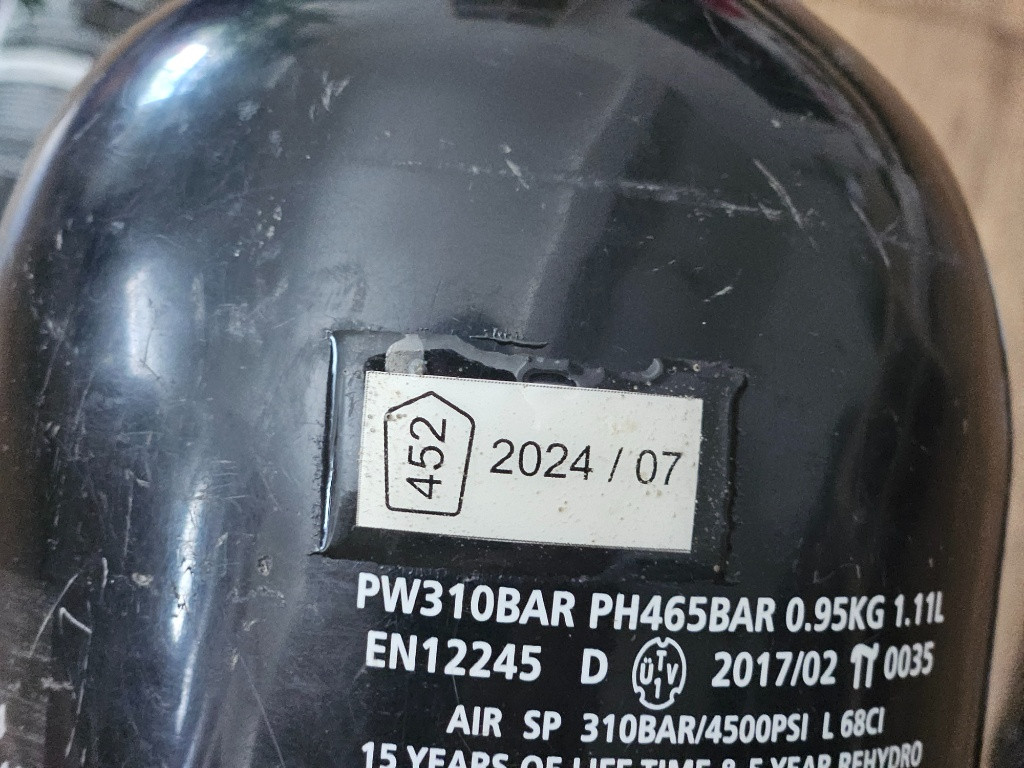 452 2024 / 07
PW310BAR PH465BAR 0.95KG 1.11L
EN12245 D TÜV 2017/02 π 0035
AIR SP 310BAR/4500PSI L 68CI
15 YEARS OF LIFE TIME & 5 YEAR REHYDRO